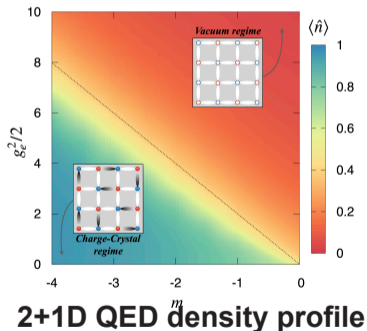 10
8
6
4
2
0
g_e^2/2
-4
-3
-2
-1
0
m
Vacuum regime
Charge-Crystal
regime
⟨n̂⟩
1
0.8
0.6
0.4
0.2
0
2+1D QED density profile